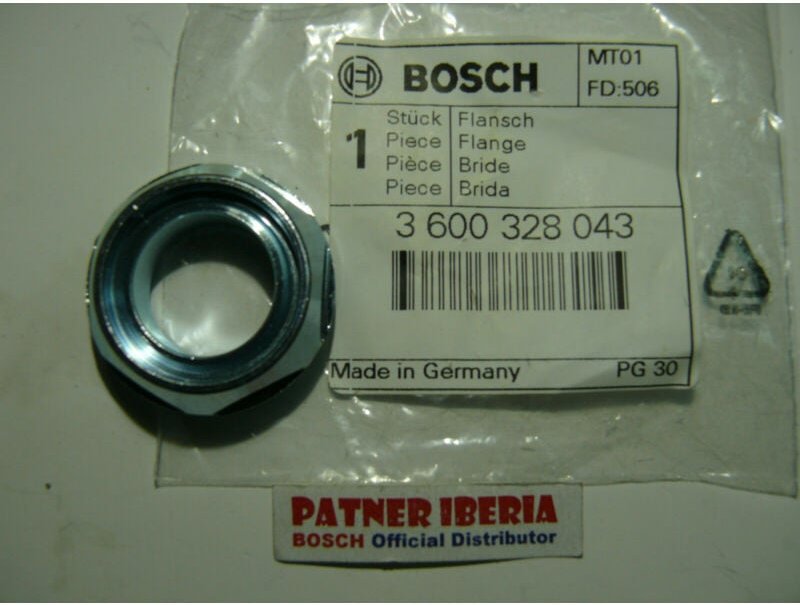 BOSCH
MT01
FD:506
1
Stück Flansch
Piece Flange
Pièce Bride
Piece Brida
3 600 328 043
Made in Germany PG 30
PATNER IBERIA
BOSCH Official Distributor